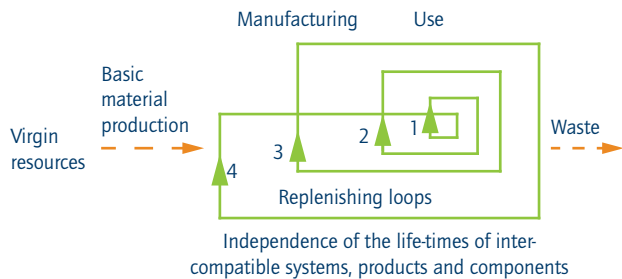 Manufacturing
Use
Basic
material
production
Virgin
resources
1
2
3
4
Waste
Replenishing loops
Independence of the life-times of inter-
compatible systems, products and components